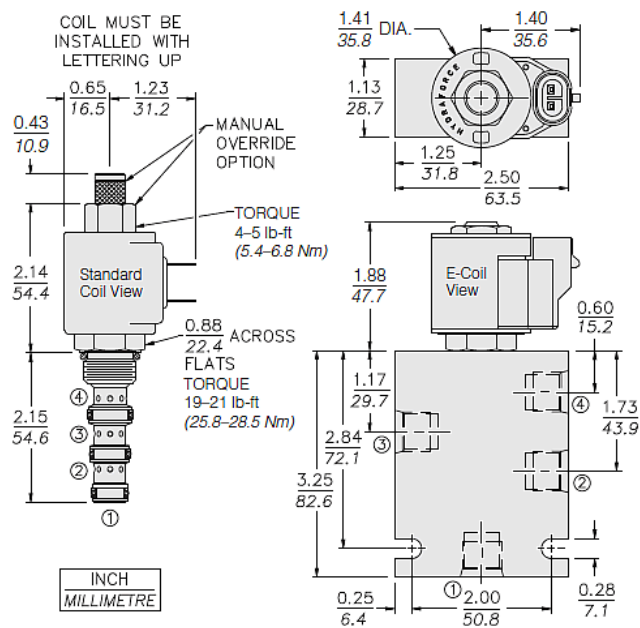 COIL MUST BE
INSTALLED WITH
LETTERING UP
0.65
16.5
1.23
31.2
0.43
10.9
MANUAL
OVERRIDE
OPTION
TORQUE
4–5 lb-ft
(5.4–6.8 Nm)
2.14
54.4
Standard
Coil View
0.88
22.4
ACROSS
FLATS
TORQUE
19–21 lb-ft
(25.8–28.5 Nm)
2.15
54.6
④
③
②
①
INCH
MILLIMETRE
1.41
35.8
DIA.
1.40
35.6
1.13
28.7
HYDRAFORCE
1.25
31.8
2.50
63.5
1.88
47.7
E-Coil
View
0.60
15.2
1.17
29.7
④
1.73
43.9
③
2.84
72.1
②
3.25
82.6
①
0.25
6.4
2.00
50.8
0.28
7.1